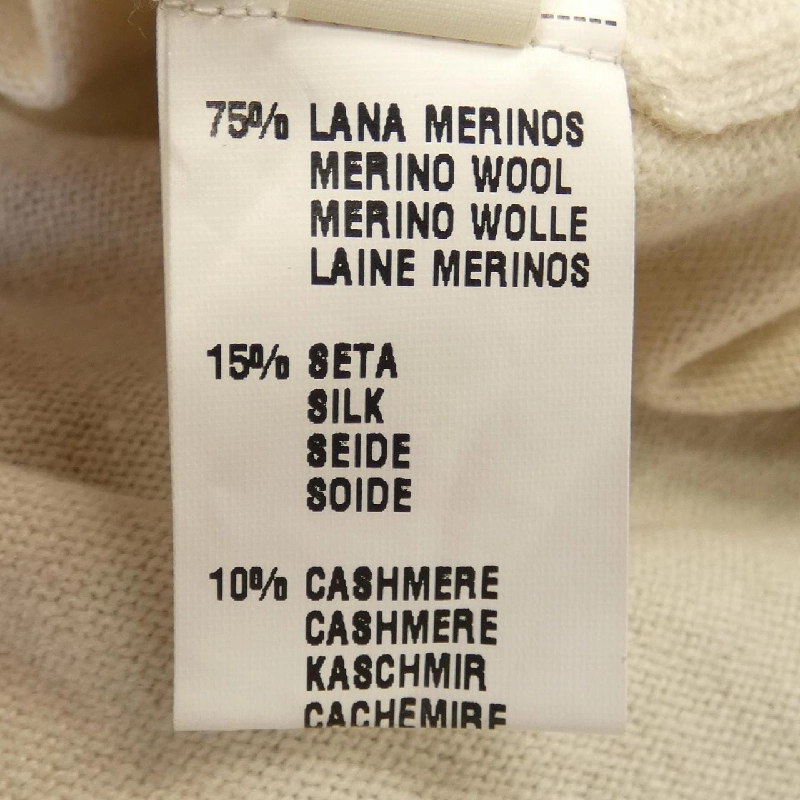 75% LANA MERINOS
MERINO WOOL
MERINO WOLLE
LAINE MERINOS
15% SETA
SILK
SEIDE
SOIDE
10% CASHMERE
CASHMERE
KASCHMIR
CACHEMIRE